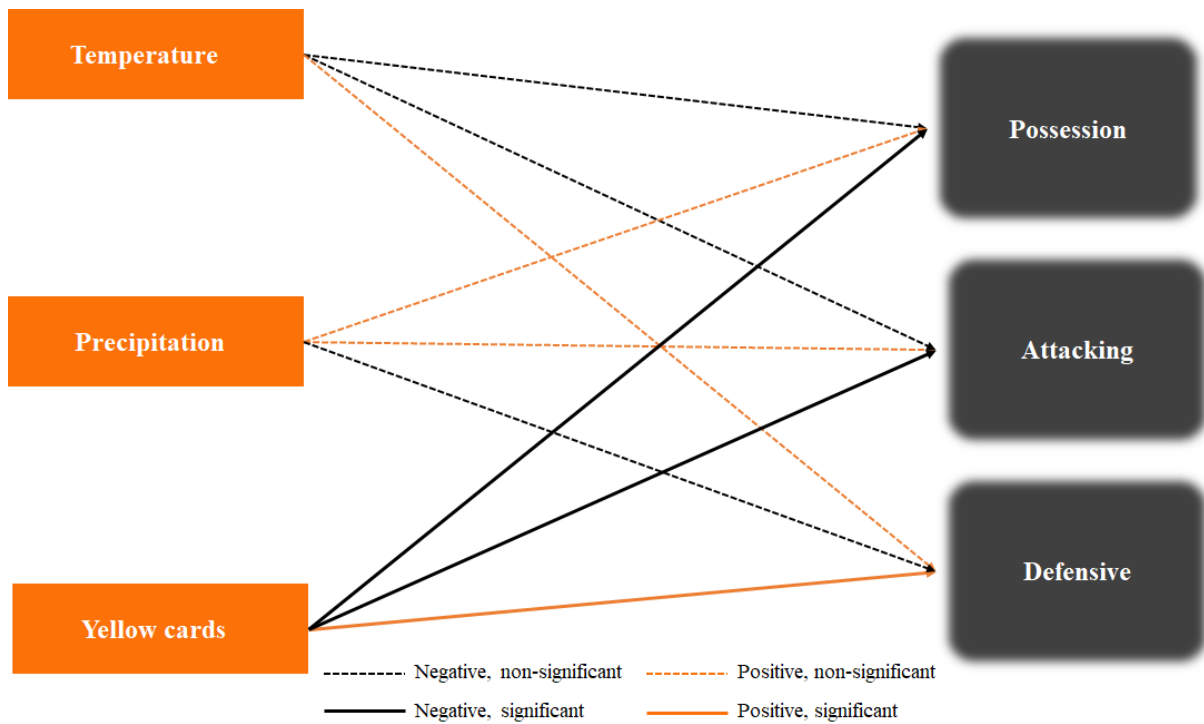 Temperature
Possession
Precipitation
Attacking
Defensive
Yellow cards
Negative, non-significant
Positive, non-significant
Negative, significant
Positive, significant